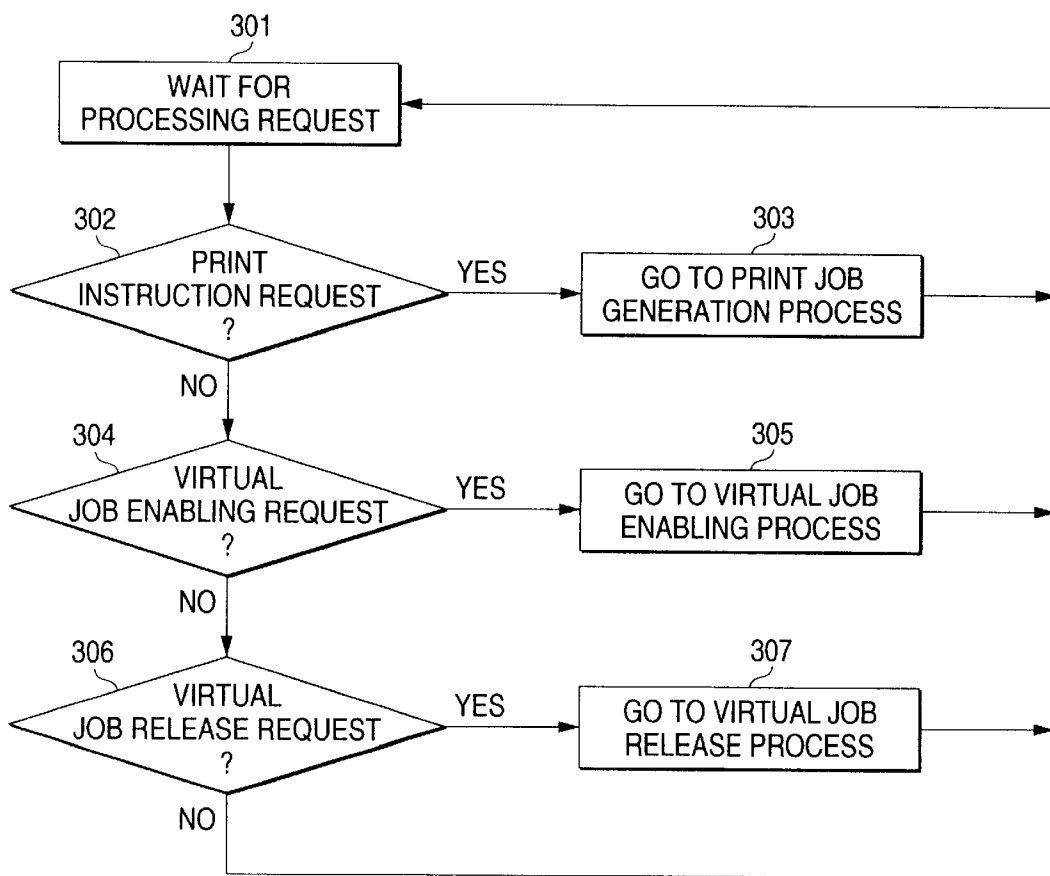 301
WAIT FOR
PROCESSING REQUEST
302
PRINT
INSTRUCTION REQUEST
?
YES
303
GO TO PRINT JOB
GENERATION PROCESS
NO
304
VIRTUAL
JOB ENABLING REQUEST
?
YES
305
GO TO VIRTUAL JOB
ENABLING PROCESS
NO
306
VIRTUAL
JOB RELEASE REQUEST
?
YES
307
GO TO VIRTUAL JOB
RELEASE PROCESS
NO